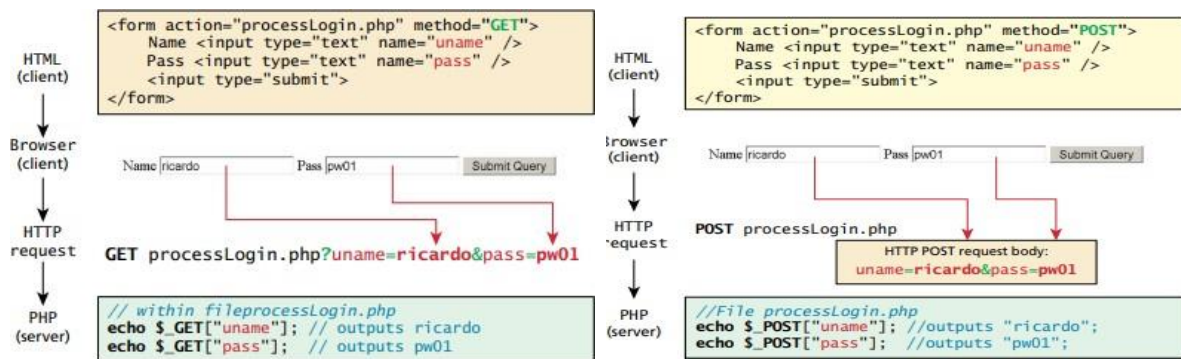 HTML
(client)
Browser
(client)
HTTP
request
PHP
(server)
<form action="processLogin.php" method="GET">
Name <input type="text" name="uname" />
Pass <input type="text" name="pass" />
<input type="submit">
</form>
Name ricardo Pass pw01 Submit Query
GET processLogin.php?uname=ricardo&pass=pw01
// within fileprocessLogin.php
echo $_GET["uname"]; // outputs ricardo
echo $_GET["pass"]; // outputs pw01
HTML
(client)
Browser
(client)
HTTP
request
PHP
(server)
<form action="processLogin.php" method="POST">
Name <input type="text" name="uname" />
Pass <input type="text" name="pass" />
<input type="submit">
</form>
Name ricardo Pass pw01 Submit Query
POST processLogin.php
HTTP POST request body:
uname=ricardo&pass=pw01
//File processLogin.php
echo $_POST["uname"]; //outputs "ricardo";
echo $_POST["pass"]; //outputs "pw01";